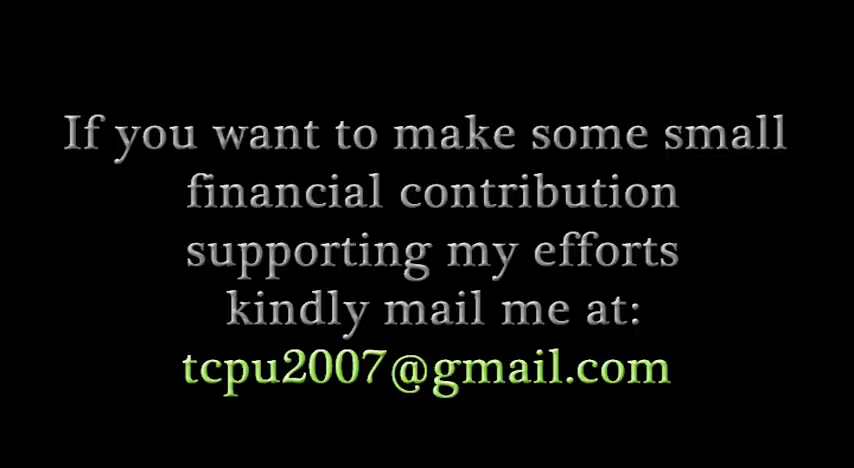 If you want to make some small
financial contribution
supporting my efforts
kindly mail me at:
tcpu2007@gmail.com